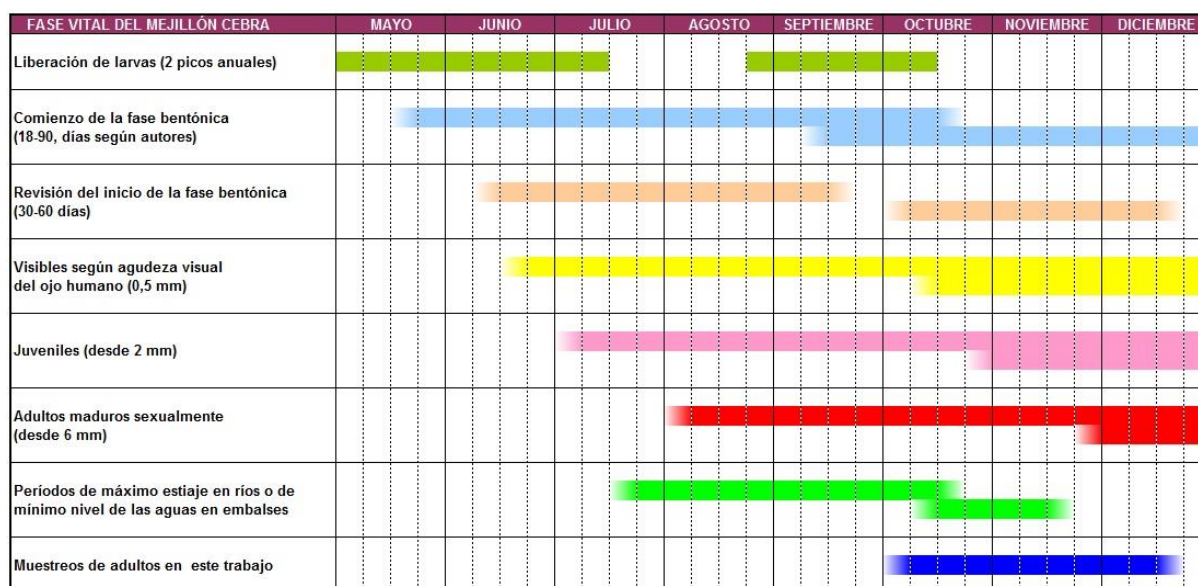 FASE VITAL DEL MEJILLÓN CEBRA MAYO JUNIO JULIO AGOSTO SEPTIEMBRE OCTUBRE NOVIEMBRE DICIEMBRE
Liberación de larvas (2 picos anuales)
Comienzo de la fase bentónica
(18-90, días según autores)
Revisión del inicio de la fase bentónica
(30-60 días)
Visibles según agudeza visual
del ojo humano (0,5 mm)
Juveniles (desde 2 mm)
Adultos maduros sexualmente
(desde 6 mm)
Períodos de máximo estiaje en ríos o de
mínimo nivel de las aguas en embalses
Muestreos de adultos en este trabajo